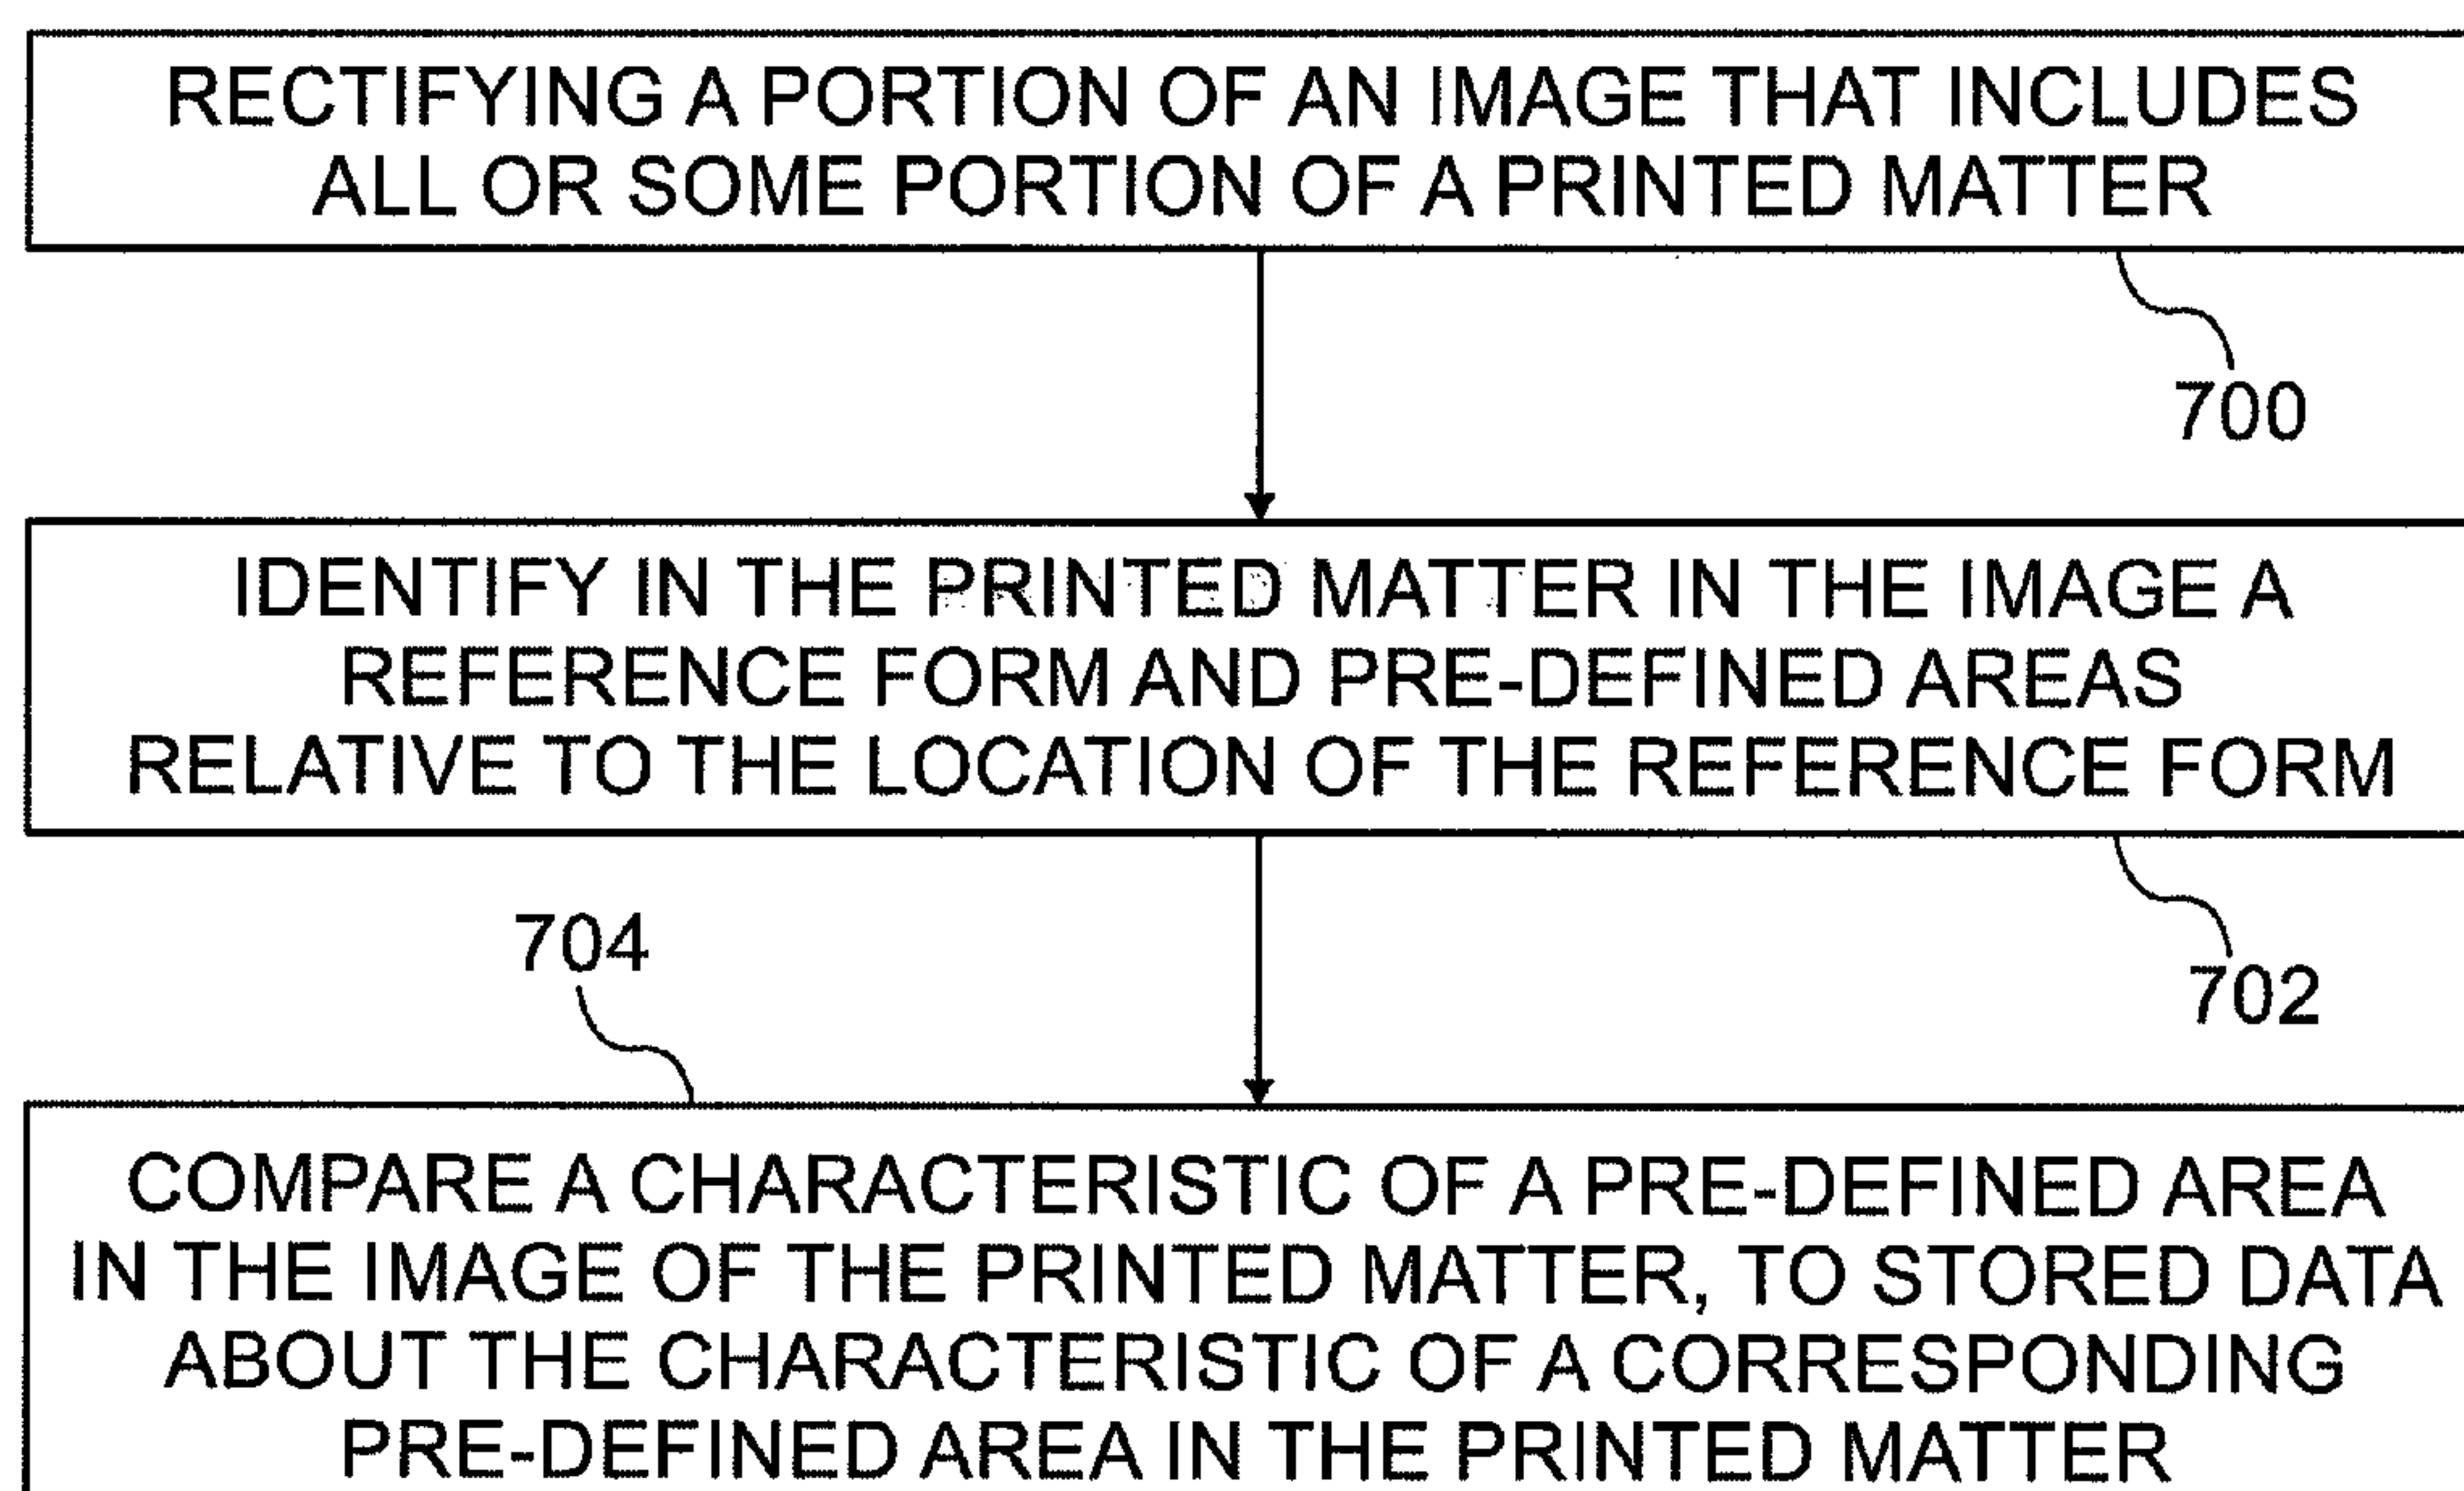 RECTIFYING A PORTION OF AN IMAGE THAT INCLUDES
ALL OR SOME PORTION OF A PRINTED MATTER
700
IDENTIFY IN THE PRINTED MATTER IN THE IMAGE A
REFERENCE FORM AND PRE-DEFINED AREAS
RELATIVE TO THE LOCATION OF THE REFERENCE FORM
704
702
COMPARE A CHARACTERISTIC OF A PRE-DEFINED AREA
IN THE IMAGE OF THE PRINTED MATTER, TO STORED DATA
ABOUT THE CHARACTERISTIC OF A CORRESPONDING
PRE-DEFINED AREA IN THE PRINTED MATTER